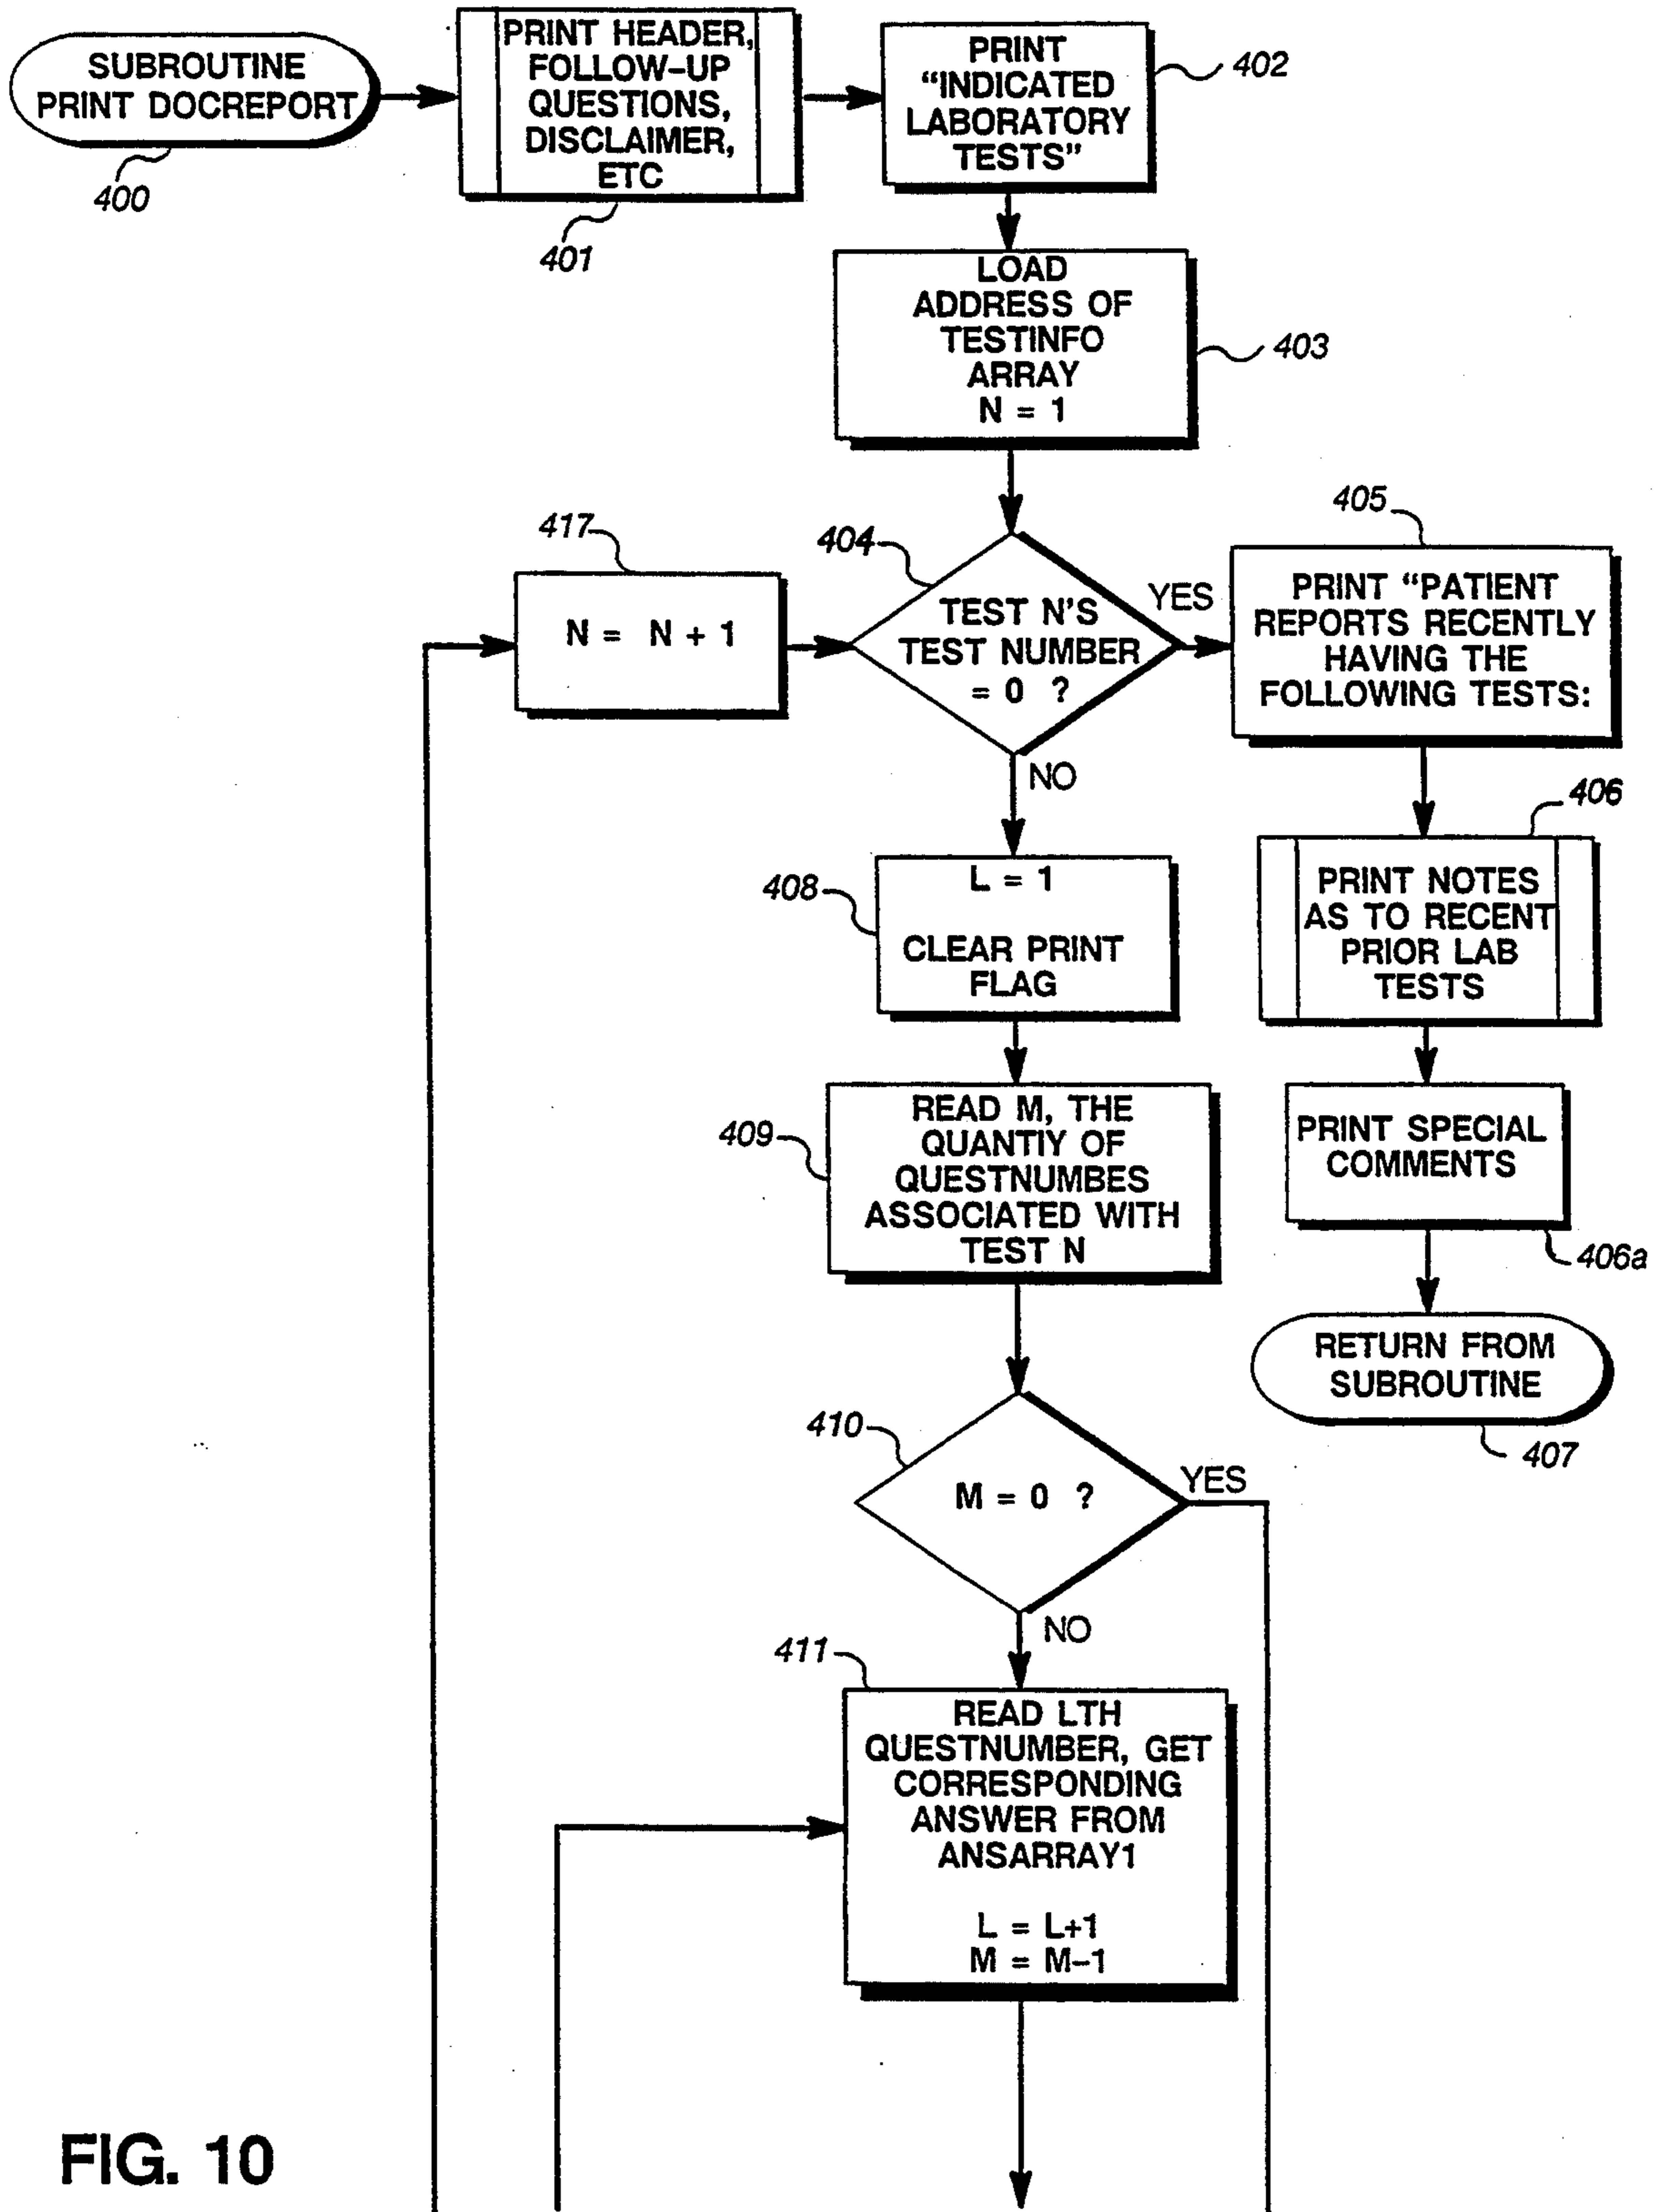 SUBROUTINE
PRINT DOCREPORT
400
PRINT HEADER,
FOLLOW-UP
QUESTIONS,
DISCLAIMER,
ETC
401
PRINT
“INDICATED
LABORATORY
TESTS”
402
LOAD
ADDRESS OF
TESTINFO
ARRAY
N = 1
403
417
N = N + 1
404
TEST N'S
TEST NUMBER
= 0 ?
YES
NO
405
PRINT “PATIENT
REPORTS RECENTLY
HAVING THE
FOLLOWING TESTS:
406
PRINT NOTES
AS TO RECENT
PRIOR LAB
TESTS
PRINT SPECIAL
COMMENTS
406a
RETURN FROM
SUBROUTINE
407
408
L = 1
CLEAR PRINT
FLAG
409
READ M, THE
QUANTIY OF
QUESTNUMBES
ASSOCIATED WITH
TEST N
410
M = 0 ?
YES
NO
411
READ LTH
QUESTNUMBER, GET
CORRESPONDING
ANSWER FROM
ANSARRAY1
L = L+1
M = M-1
FIG. 10